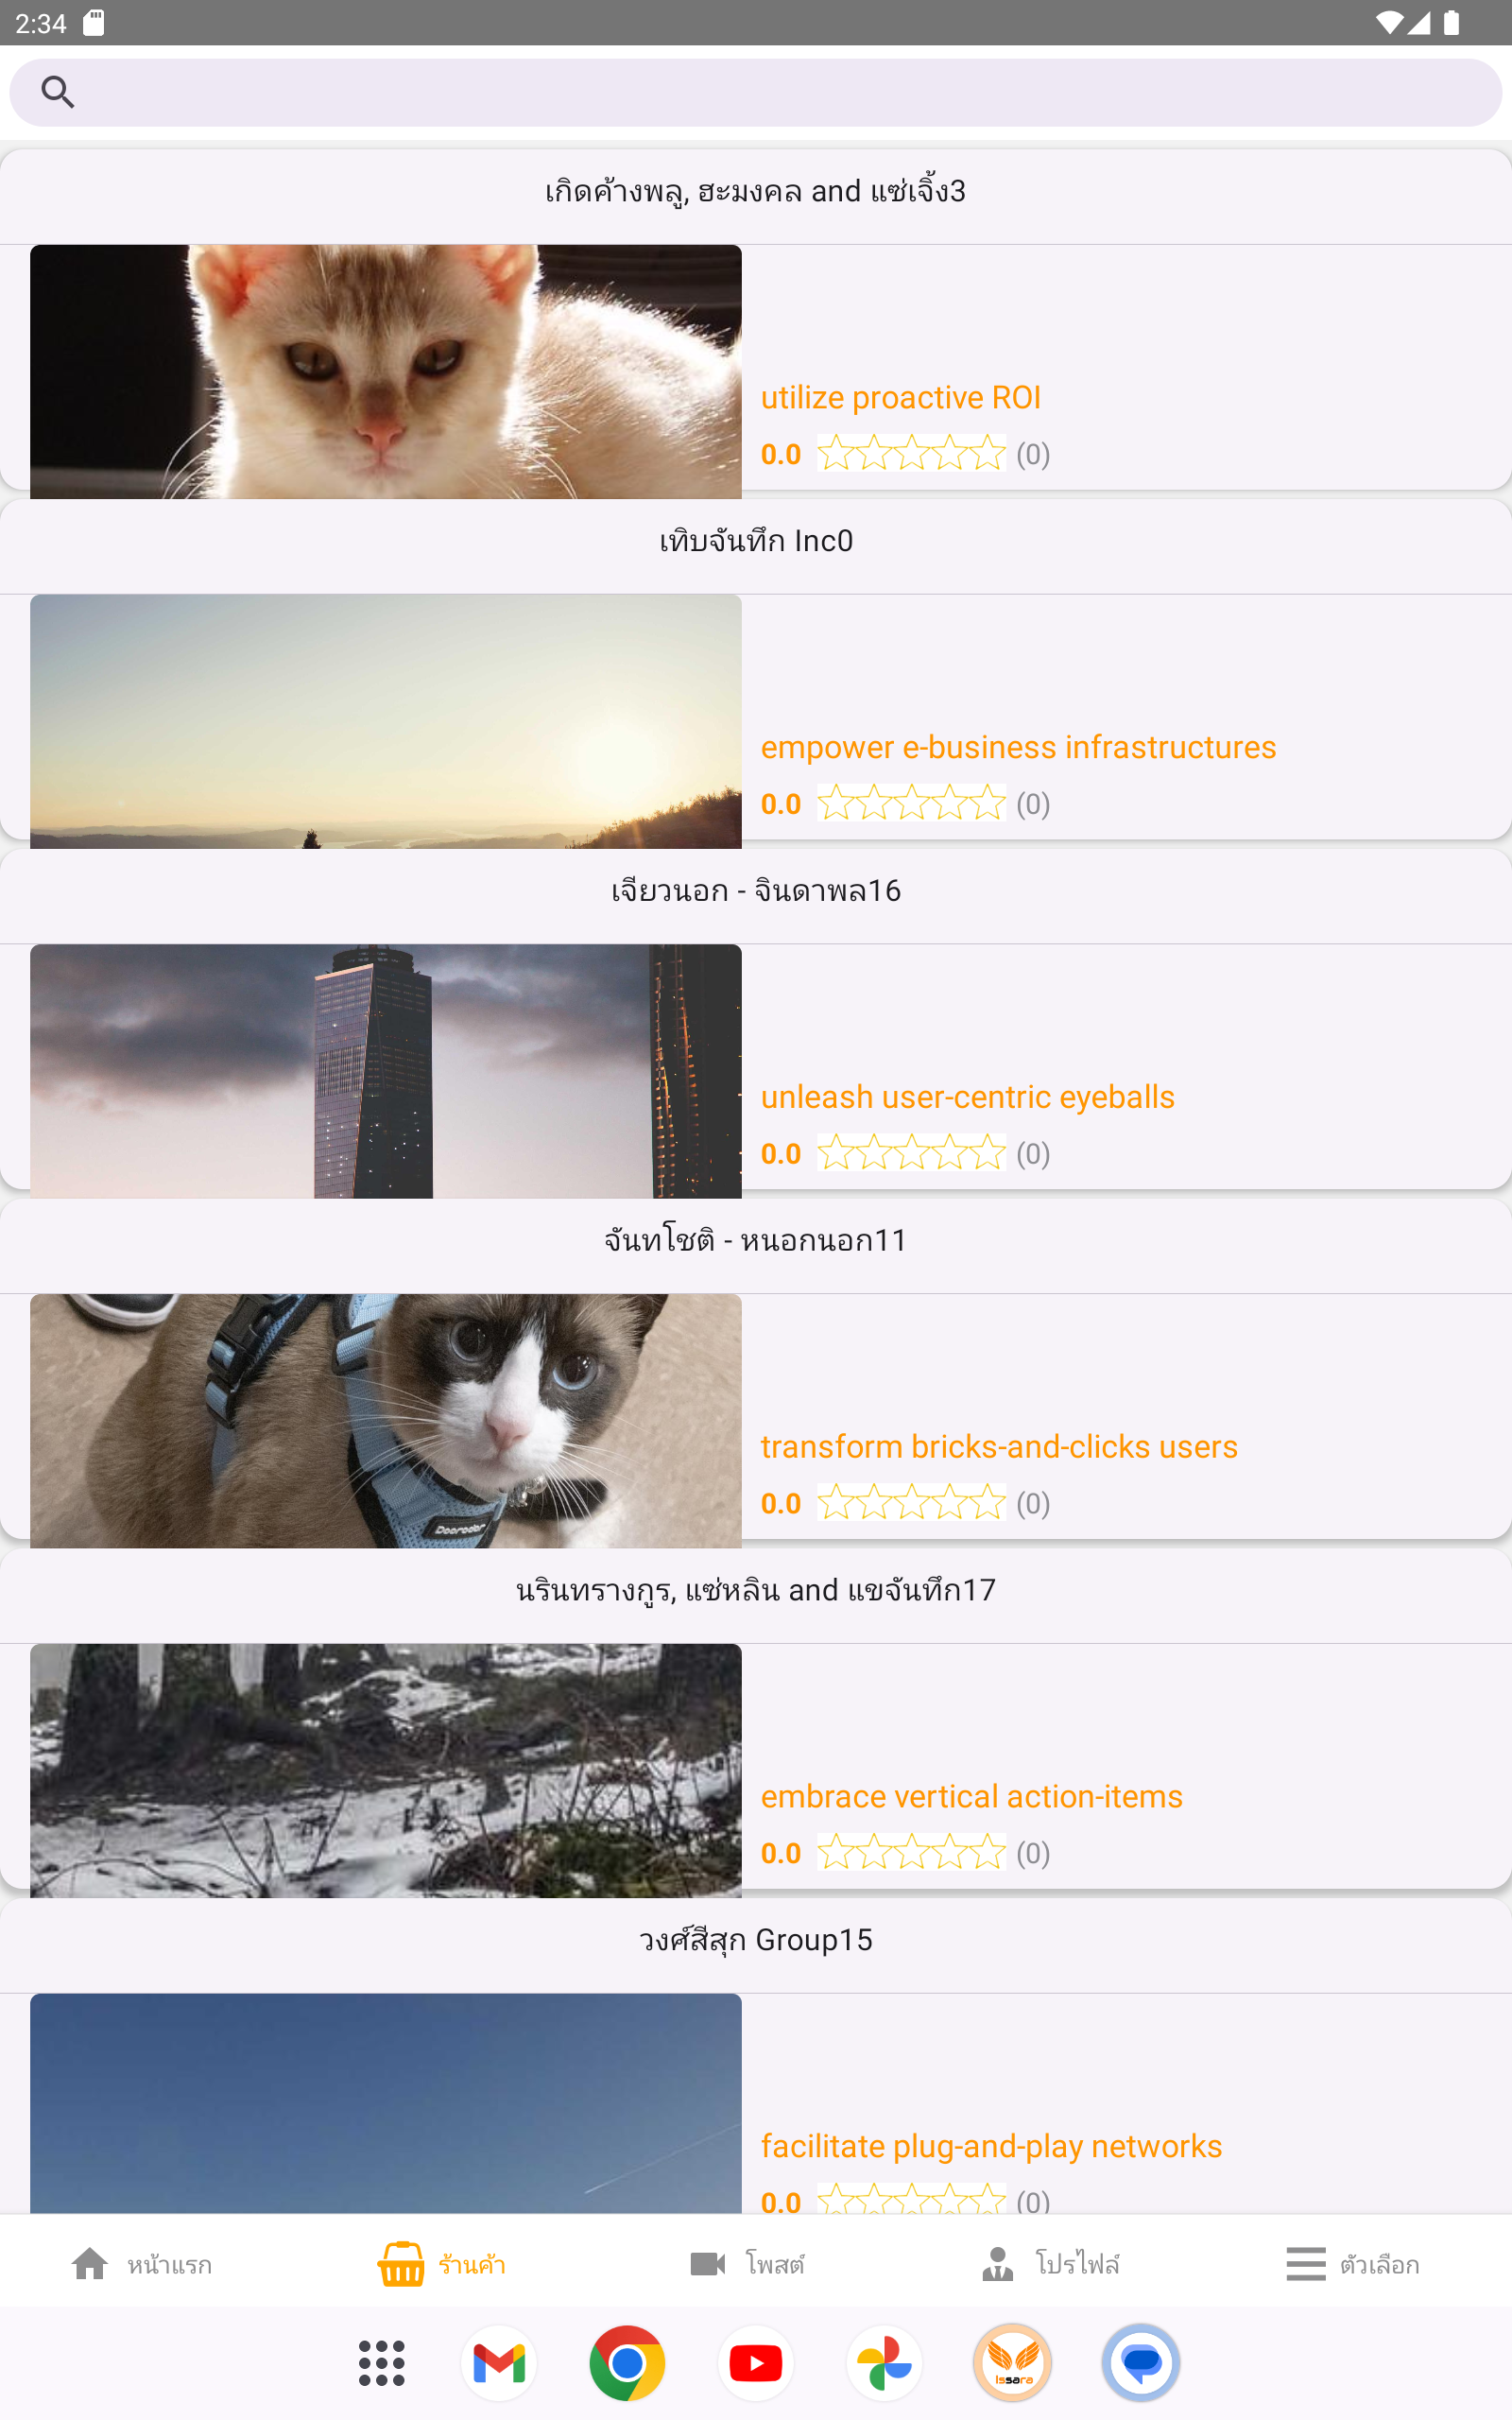 2:34
เกิดค้างพลู, ฮะมงคล and แซ่เจิ้ง3
utilize proactive ROI
0.0 (0)
เทิบจันทึก Inc0
empower e-business infrastructures
0.0 (0)
เจียวนอก - จินดาพล16
unleash user-centric eyeballs
0.0 (0)
จันทโชติ - หนอกนอก11
Dooradar
transform bricks-and-clicks users
0.0 (0)
นรินทรางกูร, แซ่หลิน and แขจันทึก17
embrace vertical action-items
0.0 (0)
วงศ์สีสุก Group15
facilitate plug-and-play networks
0.0 (0)
หน้าแรก ร้านค้า โพสต์ โปรไฟล์ ตัวเลือก
Issara